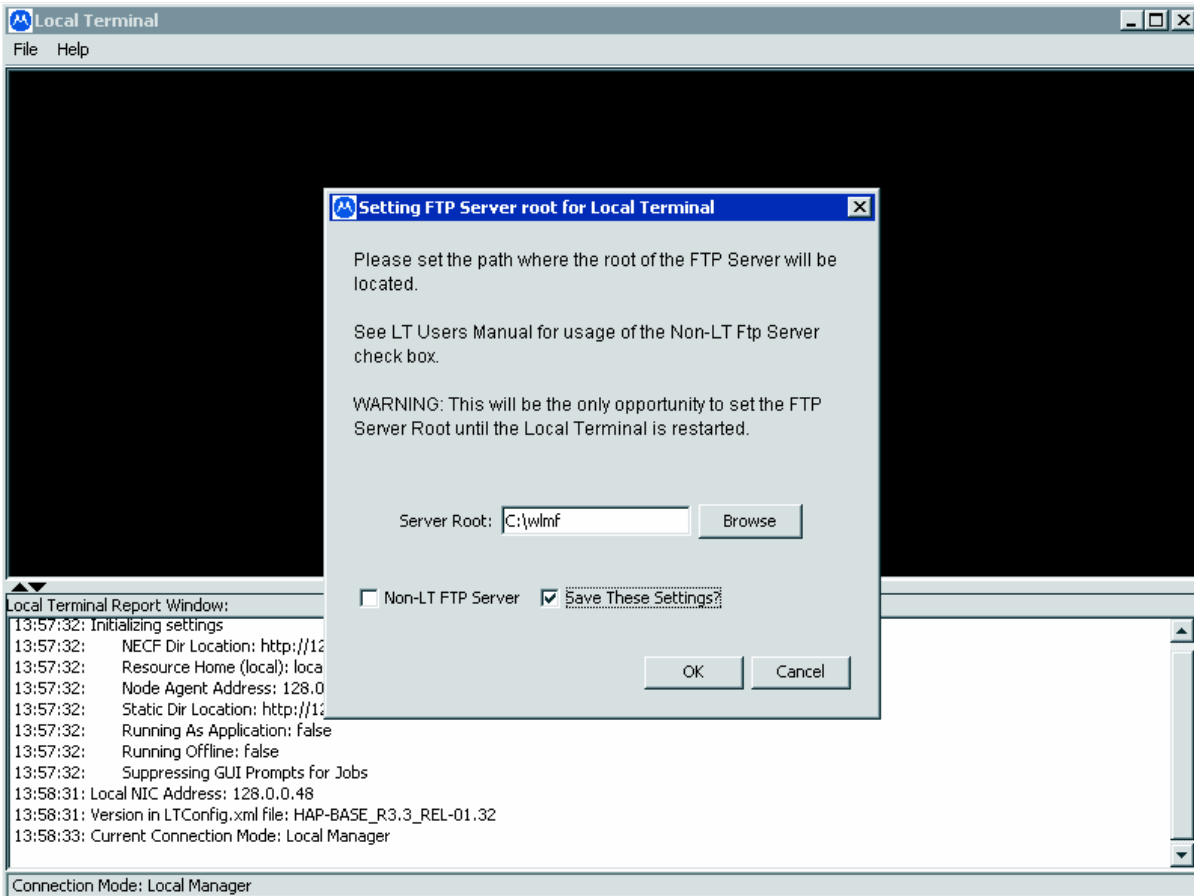 Local Terminal
File Help
Setting FTP Server root for Local Terminal
Please set the path where the root of the FTP Server will be
located.
See LT Users Manual for usage of the Non-LT Ftp Server
check box.
WARNING: This will be the only opportunity to set the FTP
Server Root until the Local Terminal is restarted.
Server Root: C:\wlmf Browse
Non-LT FTP Server Save These Settings?
OK Cancel
Local Terminal Report Window:
13:57:32: Initializing settings
13:57:32: NECF Dir Location: http://12
13:57:32: Resource Home (local): loca
13:57:32: Node Agent Address: 128.0
13:57:32: Static Dir Location: http://12
13:57:32: Running As Application: false
13:57:32: Running Offline: false
13:57:32: Suppressing GUI Prompts for Jobs
13:58:31: Local NIC Address: 128.0.0.48
13:58:31: Version in LTConfig.xml file: HAP-BASE_R3.3_REL-01.32
13:58:33: Current Connection Mode: Local Manager
Connection Mode: Local Manager